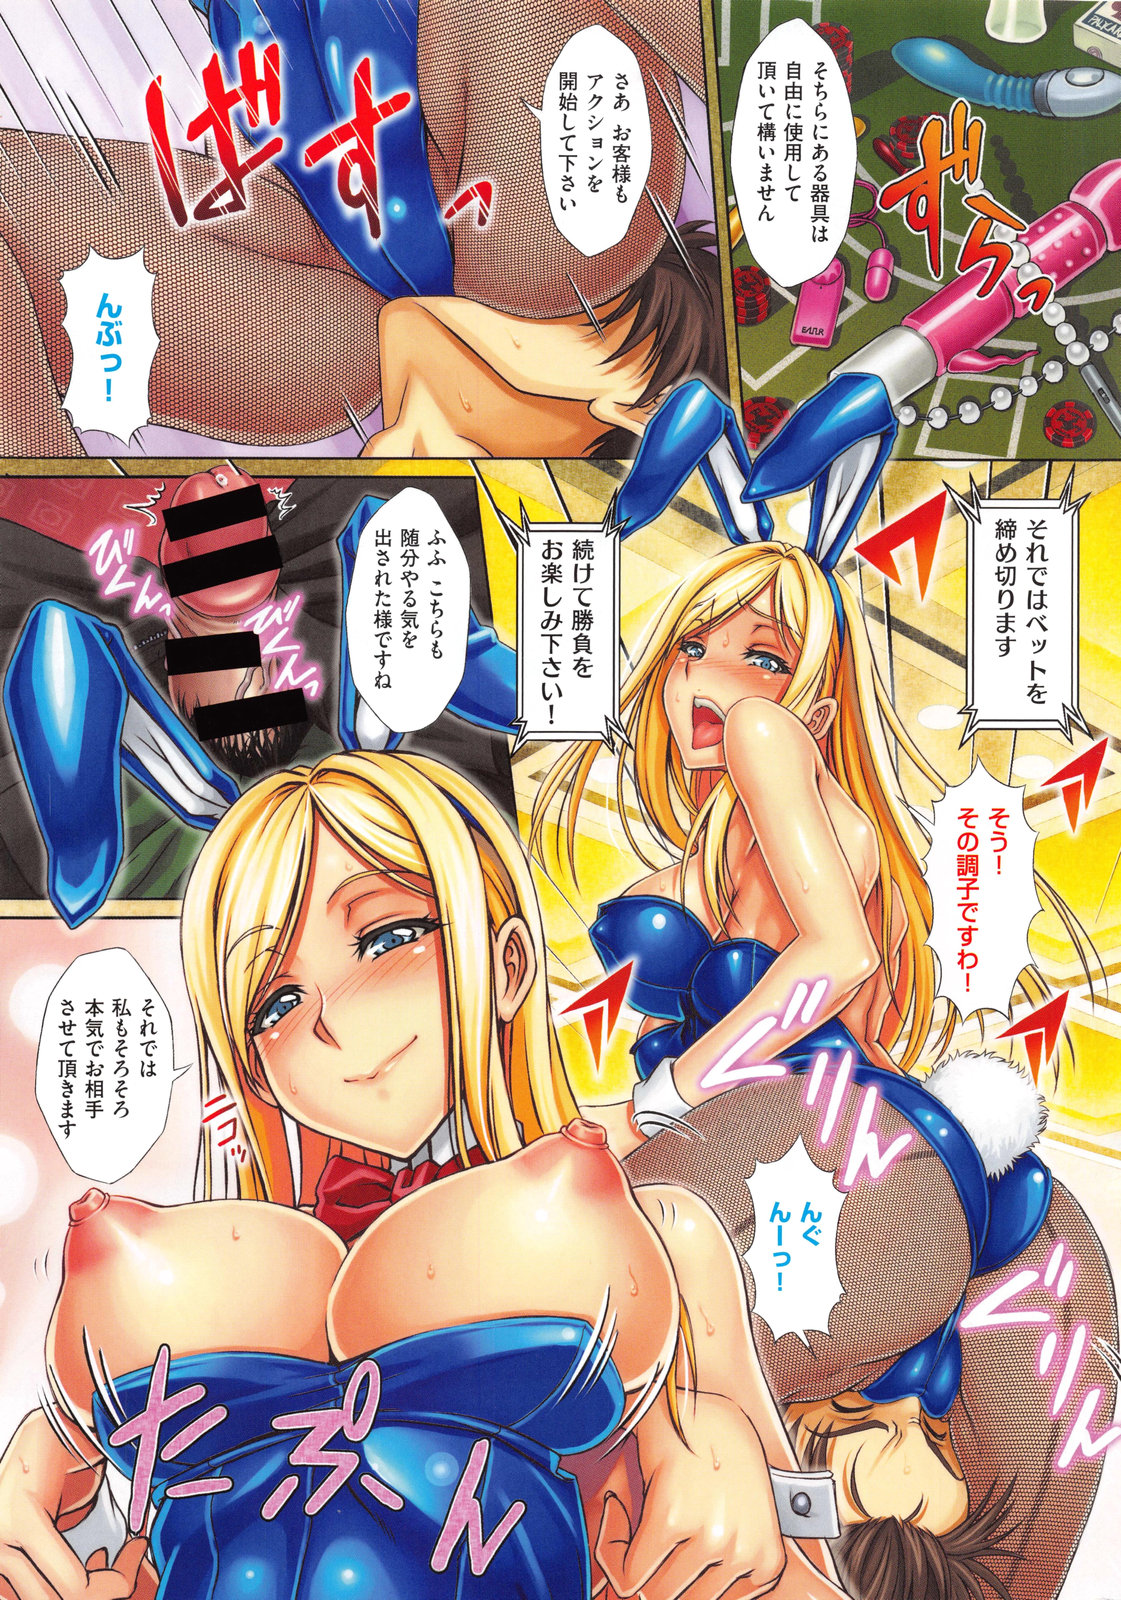 そちらにある器具は
自由に使用して
頂いて構いません
ずらっ
PALXCAR
EMR
さあ お客様も
アクションを
開始して下さい
ばすっ
んぶっ!
それではベットを
締め切ります
続けて勝負を
お楽しみ下さい!
そう!
その調子ですわ!
ぐりん
んぐ
んーっ!
ぐりん
ふふ こちらも
随分やる気を
出された様ですね
びくんっ
びくんっ
それでは
私もそろそろ
本気でお相手
させて頂きます
ニコッ
たぷん